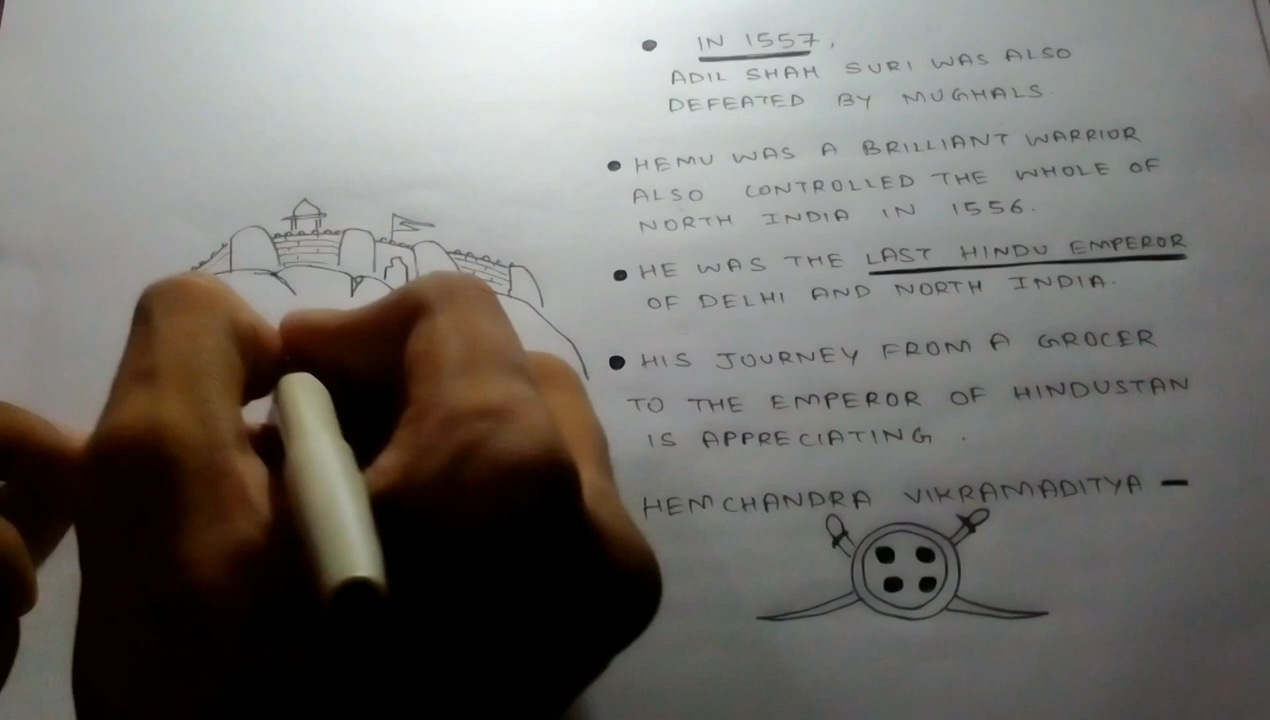 IN 1557,
ADIL SHAH SURI WAS ALSO
DEFEATED BY MUGHALS.
HEMU WAS A BRILLIANT WARRIOR
ALSO CONTROLLED THE WHOLE OF
NORTH INDIA IN 1556.
HE WAS THE LAST HINDU EMPEROR
OF DELHI AND NORTH INDIA.
HIS JOURNEY FROM A GROCER
TO THE EMPEROR OF HINDUSTAN
IS APPRECIATING.
HEMCHANDRA VIKRAMADITYA -